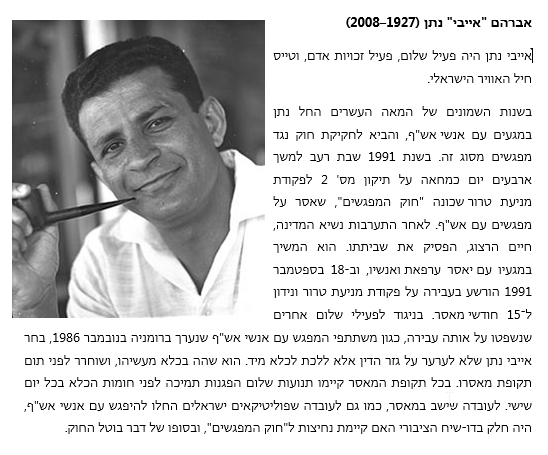 אברהם "אייבי" נתן (1927–2008)
אייבי נתן היה פעיל שלום, פעיל זכויות אדם, וטייס
חיל האוויר הישראלי.
בשנות השמונים של המאה העשרים החל נתן
במגעים עם אנשי אש"ף, והביא לחקיקת חוק נגד
מפגשים מסוג זה. בשנת 1991 שבת רעב למשך
ארבעים יום כמחאה על תיקון מס' 2 לפקודת
מניעת טרור שכונה "חוק המפגשים", שאסר על
מפגשים עם אש"ף. לאחר התערבות נשיא המדינה,
חיים הרצוג, הפסיק את שביתתו. הוא המשיך
במגעיו עם יאסר ערפאת ואנשיו, וב-18 בספטמבר
1991 הורשע בעבירה על פקודת מניעת טרור ונידון
ל־15 חודשי מאסר. בניגוד לפעילי שלום אחרים
שנשפטו על אותה עבירה, כגון משתתפי המפגש עם אנשי אש"ף שנערך ברומניה בנובמבר 1986, בחר
אייבי נתן שלא לערער על גזר הדין אלא ללכת לכלא מיד. הוא שהה בכלא מעשיהו, ושוחרר לפני תום
תקופת מאסרו. בכל תקופת המאסר קיימו תנועות שלום הפגנות תמיכה לפני חומות הכלא בכל יום
שישי. לעובדה שישב במאסר, כמו גם לעובדה שפוליטיקאים ישראלים החלו להיפגש עם אנשי אש"ף,
היה חלק בדו-שיח הציבורי האם קיימת נחיצות ל"חוק המפגשים", ובסופו של דבר בוטל החוק.